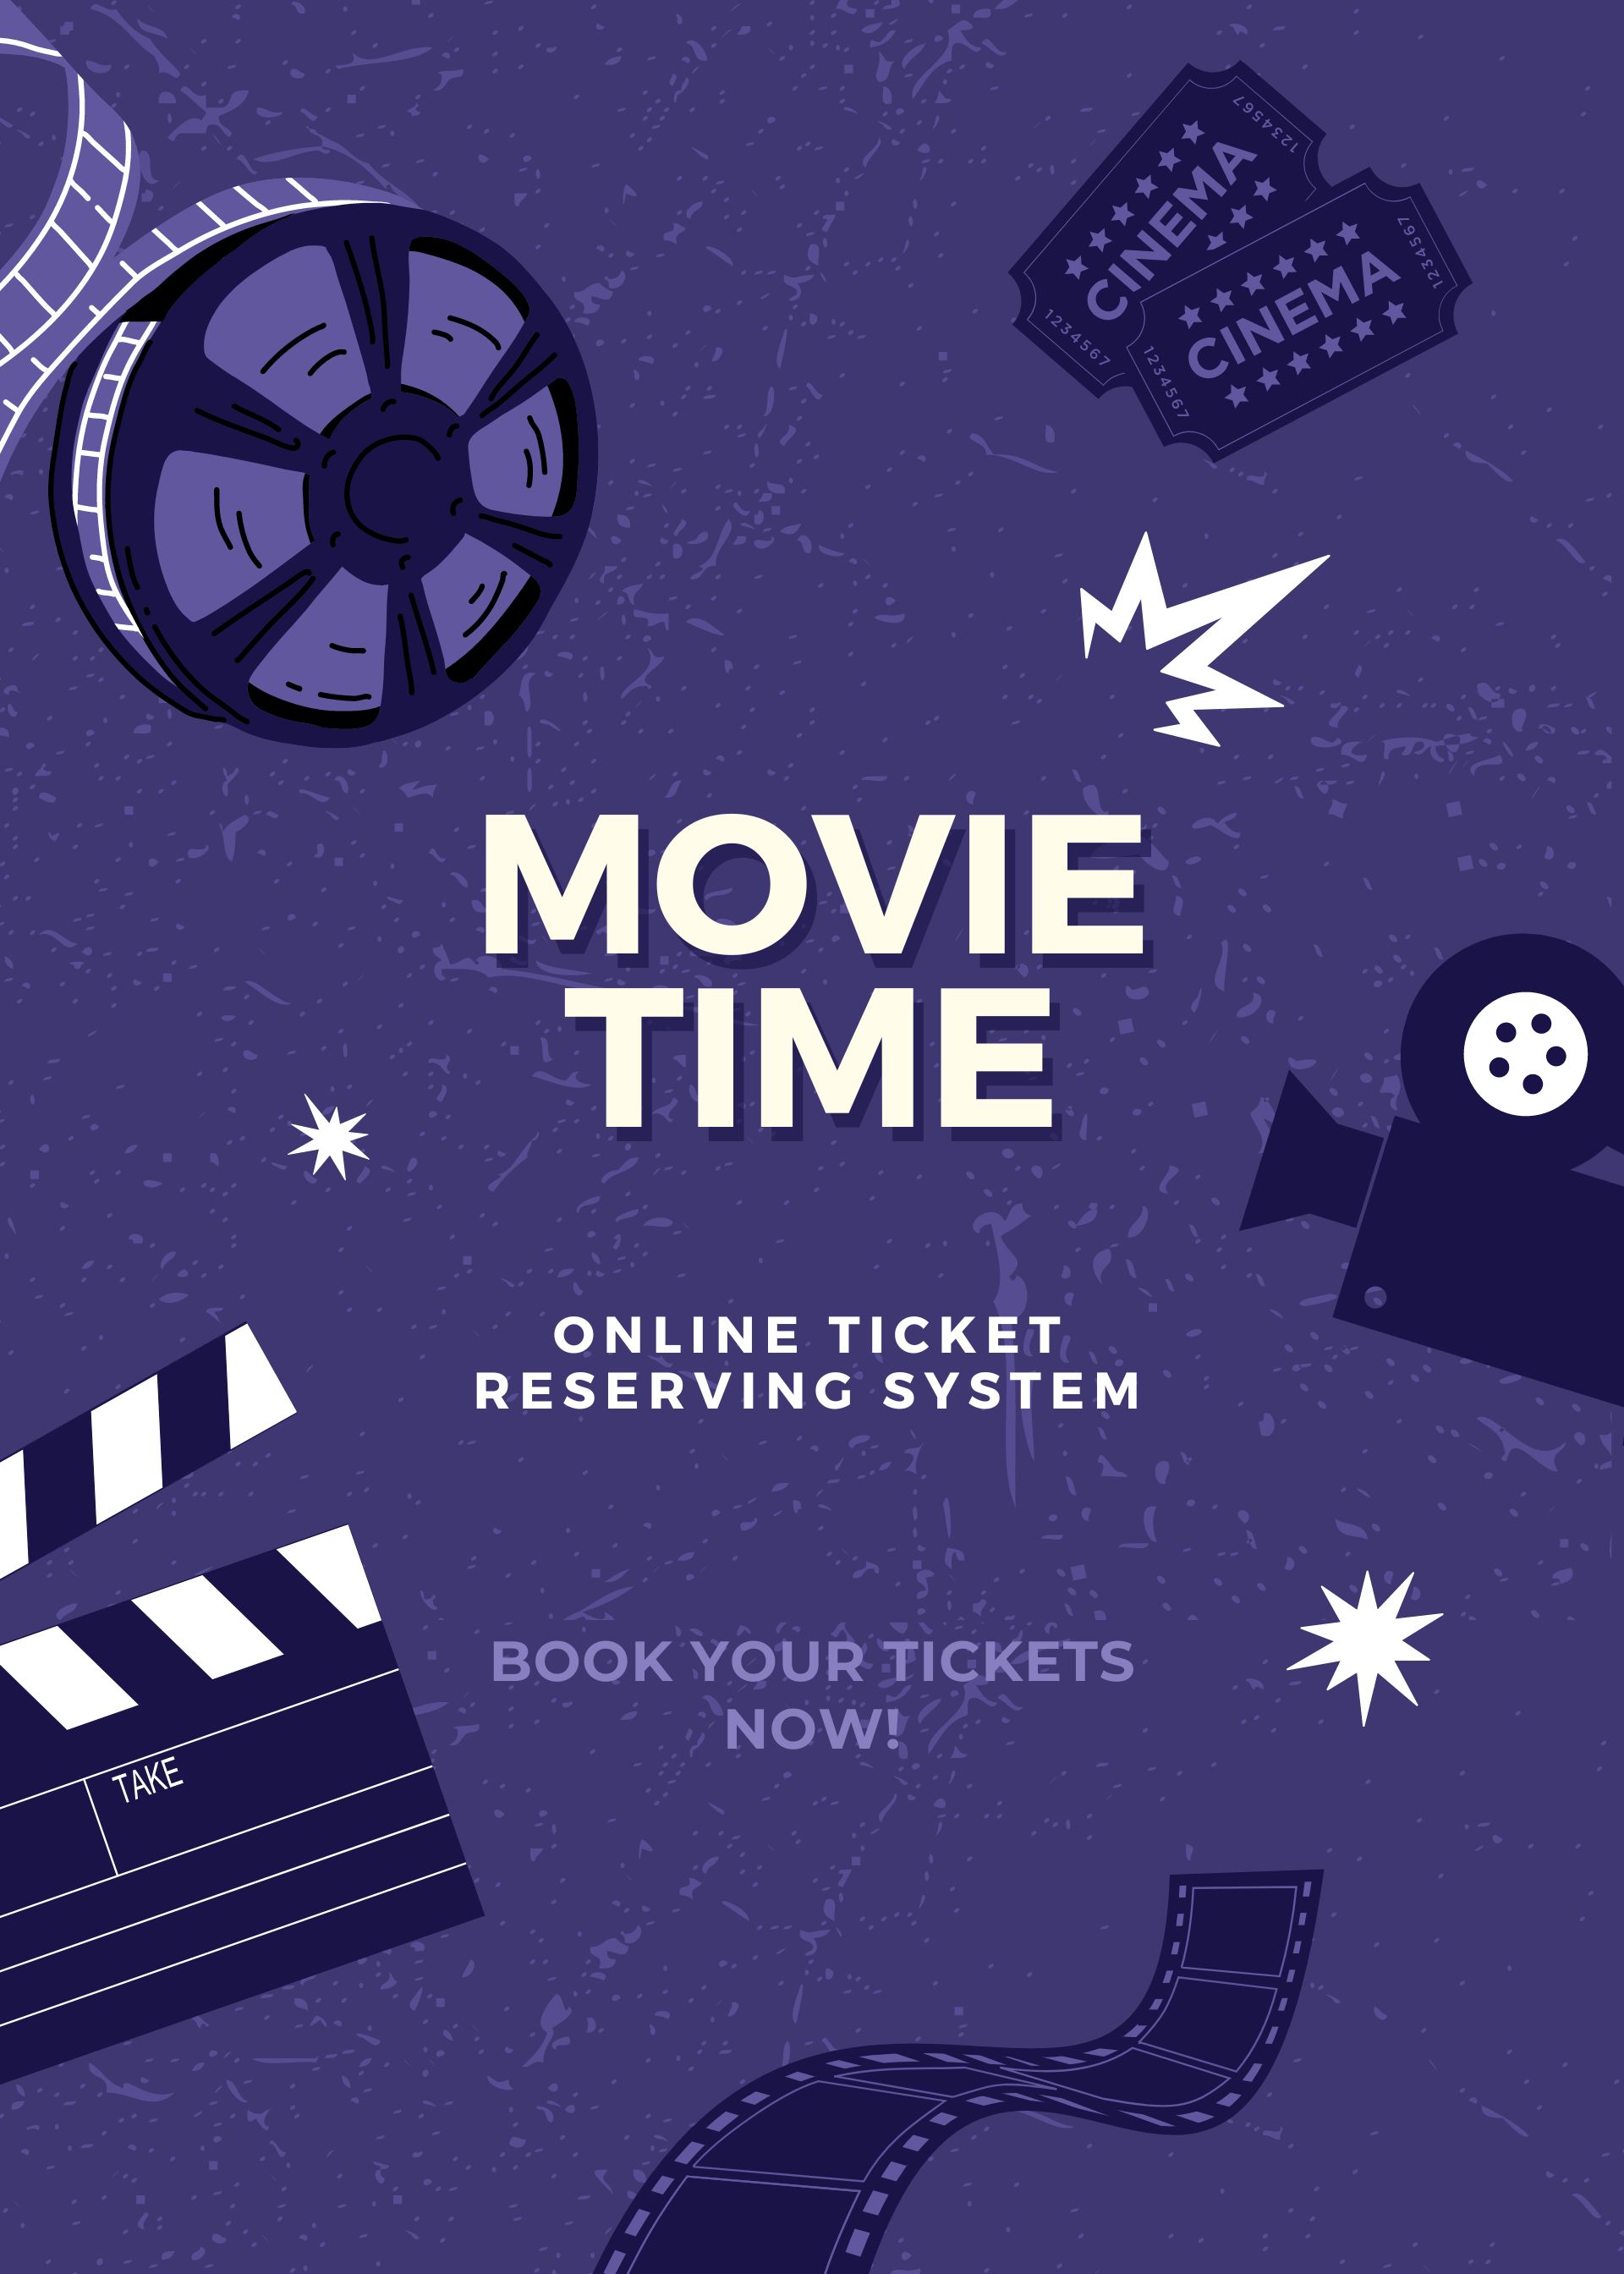 1234567
CINEMA
1234567
1234567
CINEMA
1234567
MOVIE
TIME
ONLINE TICKET
RESERVING SYSTEM
BOOK YOUR TICKETS
NOW!
TAKE